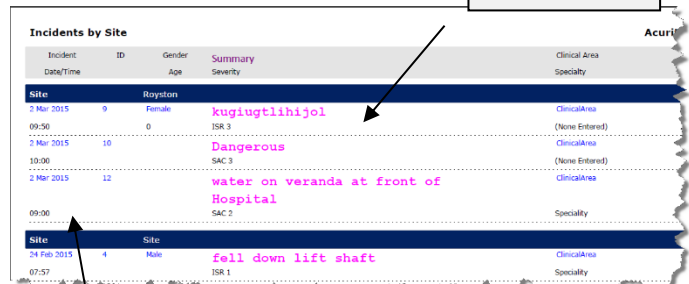 Incidents by Site Acuri
Incident ID Gender Summary Clinical Area
Date/Time Age Severity Specialty
Site Royston
2 Mar 2015 9 Female kugiugtlihijol ClinicalArea
09:50 0 ISR 3 (None Entered)
2 Mar 2015 10 Dangerous ClinicalArea
10:00 SAC 3 (None Entered)
2 Mar 2015 12 water on veranda at front of ClinicalArea
Hospital
09:00 SAC 2 Speciality
Site Site
24 Feb 2015 4 Male fell down lift shaft ClinicalArea
07:57 ISR 1 Speciality